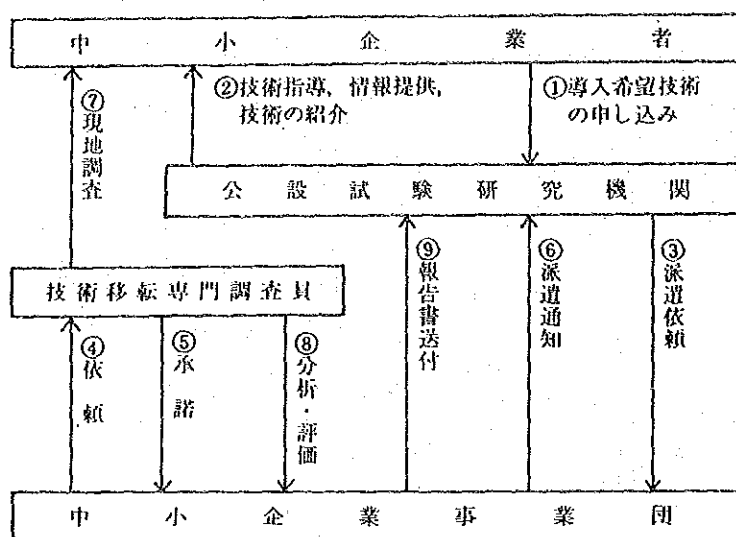 中小企業者
②技術指導，情報提供，
技術の紹介
①導入希望技術
の申し込み
⑦現地調査
公設試験研究機関
⑨報告書送付
⑥派遣通知
③派遣依頼
技術移転専門調査員
④依頼
⑤承諾
⑧分析・評価
中小企業事業団